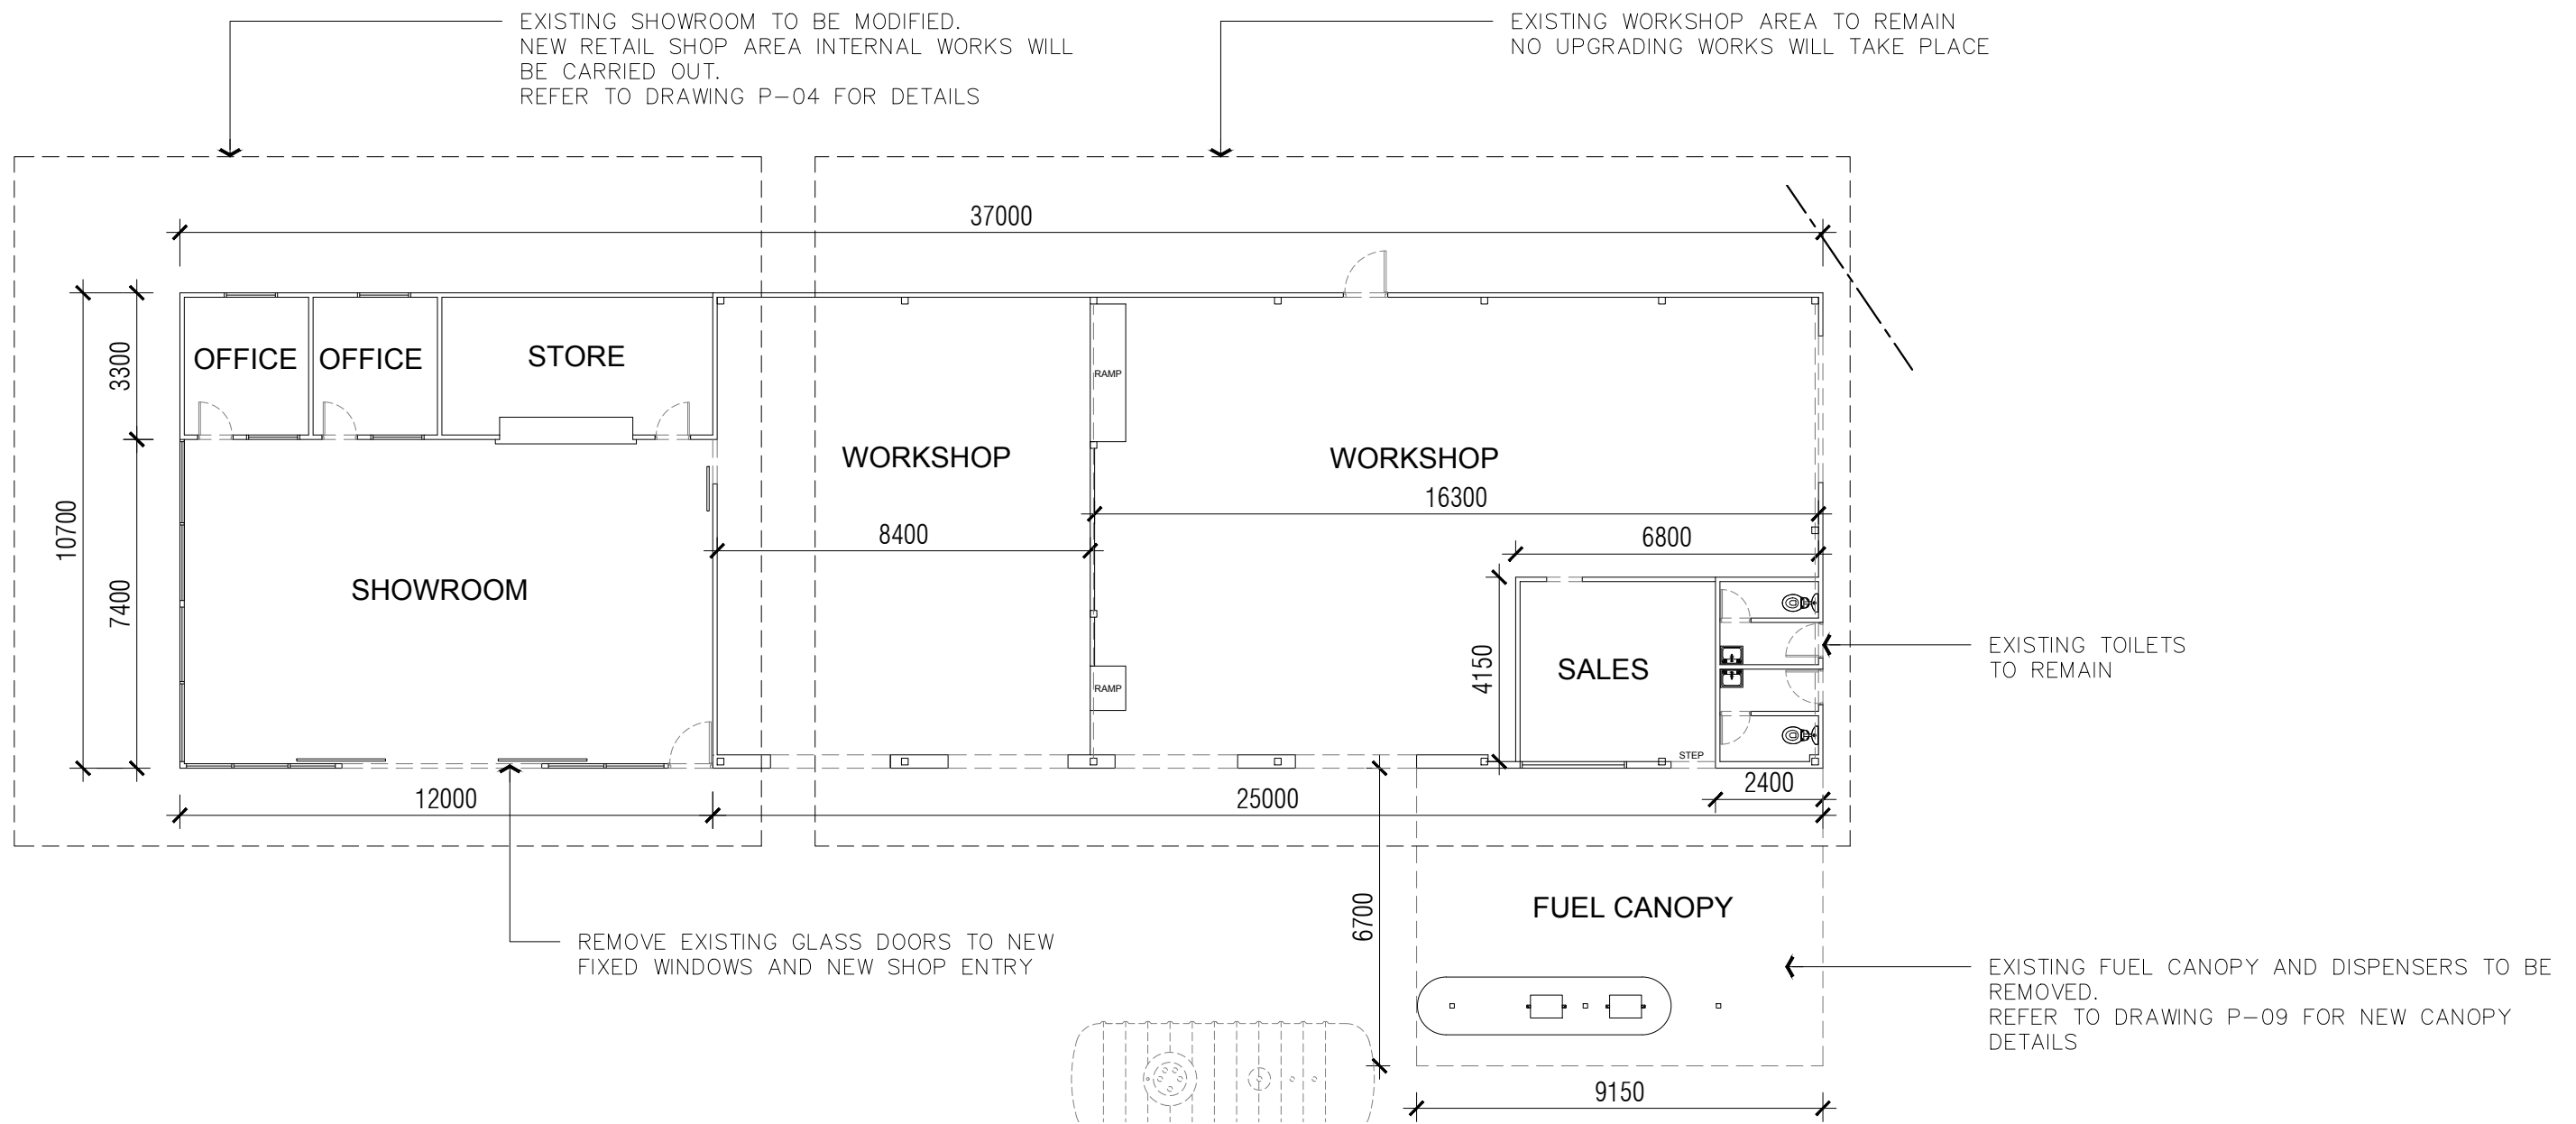 EXISTING SHOWROOM TO BE MODIFIED.
NEW RETAIL SHOP AREA INTERNAL WORKS WILL
BE CARRIED OUT.
REFER TO DRAWING P-04 FOR DETAILS
EXISTING WORKSHOP AREA TO REMAIN
NO UPGRADING WORKS WILL TAKE PLACE
37000
OFFICE
OFFICE
STORE
3300
RAMP
WORKSHOP
WORKSHOP
16300
8400
6800
10700
7400
SHOWROOM
4150
SALES
RAMP
STEP
EXISTING TOILETS
TO REMAIN
2400
12000
25000
6700
FUEL CANOPY
REMOVE EXISTING GLASS DOORS TO NEW
FIXED WINDOWS AND NEW SHOP ENTRY
EXISTING FUEL CANOPY AND DISPENSERS TO BE
REMOVED.
REFER TO DRAWING P-09 FOR NEW CANOPY
DETAILS
9150